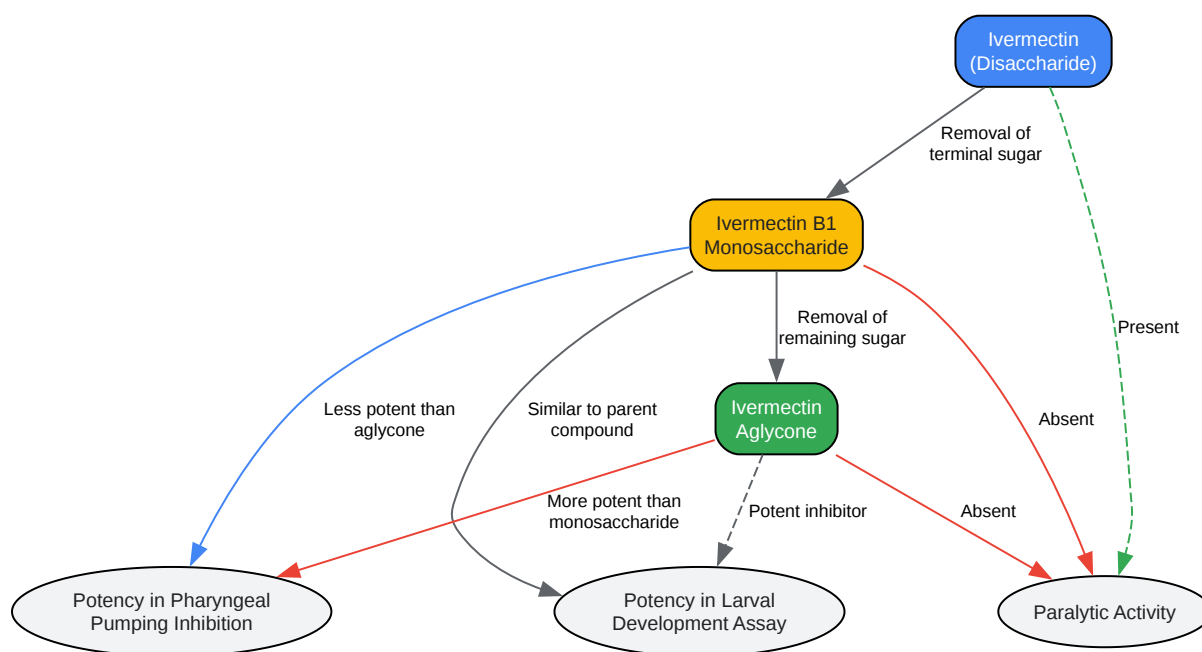 Ivermectin
(Disaccharide)
Removal of
terminal sugar
Ivermectin B1
Monosaccharide
Removal of
remaining sugar
Present
Less potent than
aglycone
Similar to parent
compound
Ivermectin
Aglycone
Absent
More potent than
monosaccharide
Potent inhibitor
Absent
Potency in Pharyngeal
Pumping Inhibition
Potency in Larval
Development Assay
Paralytic Activity